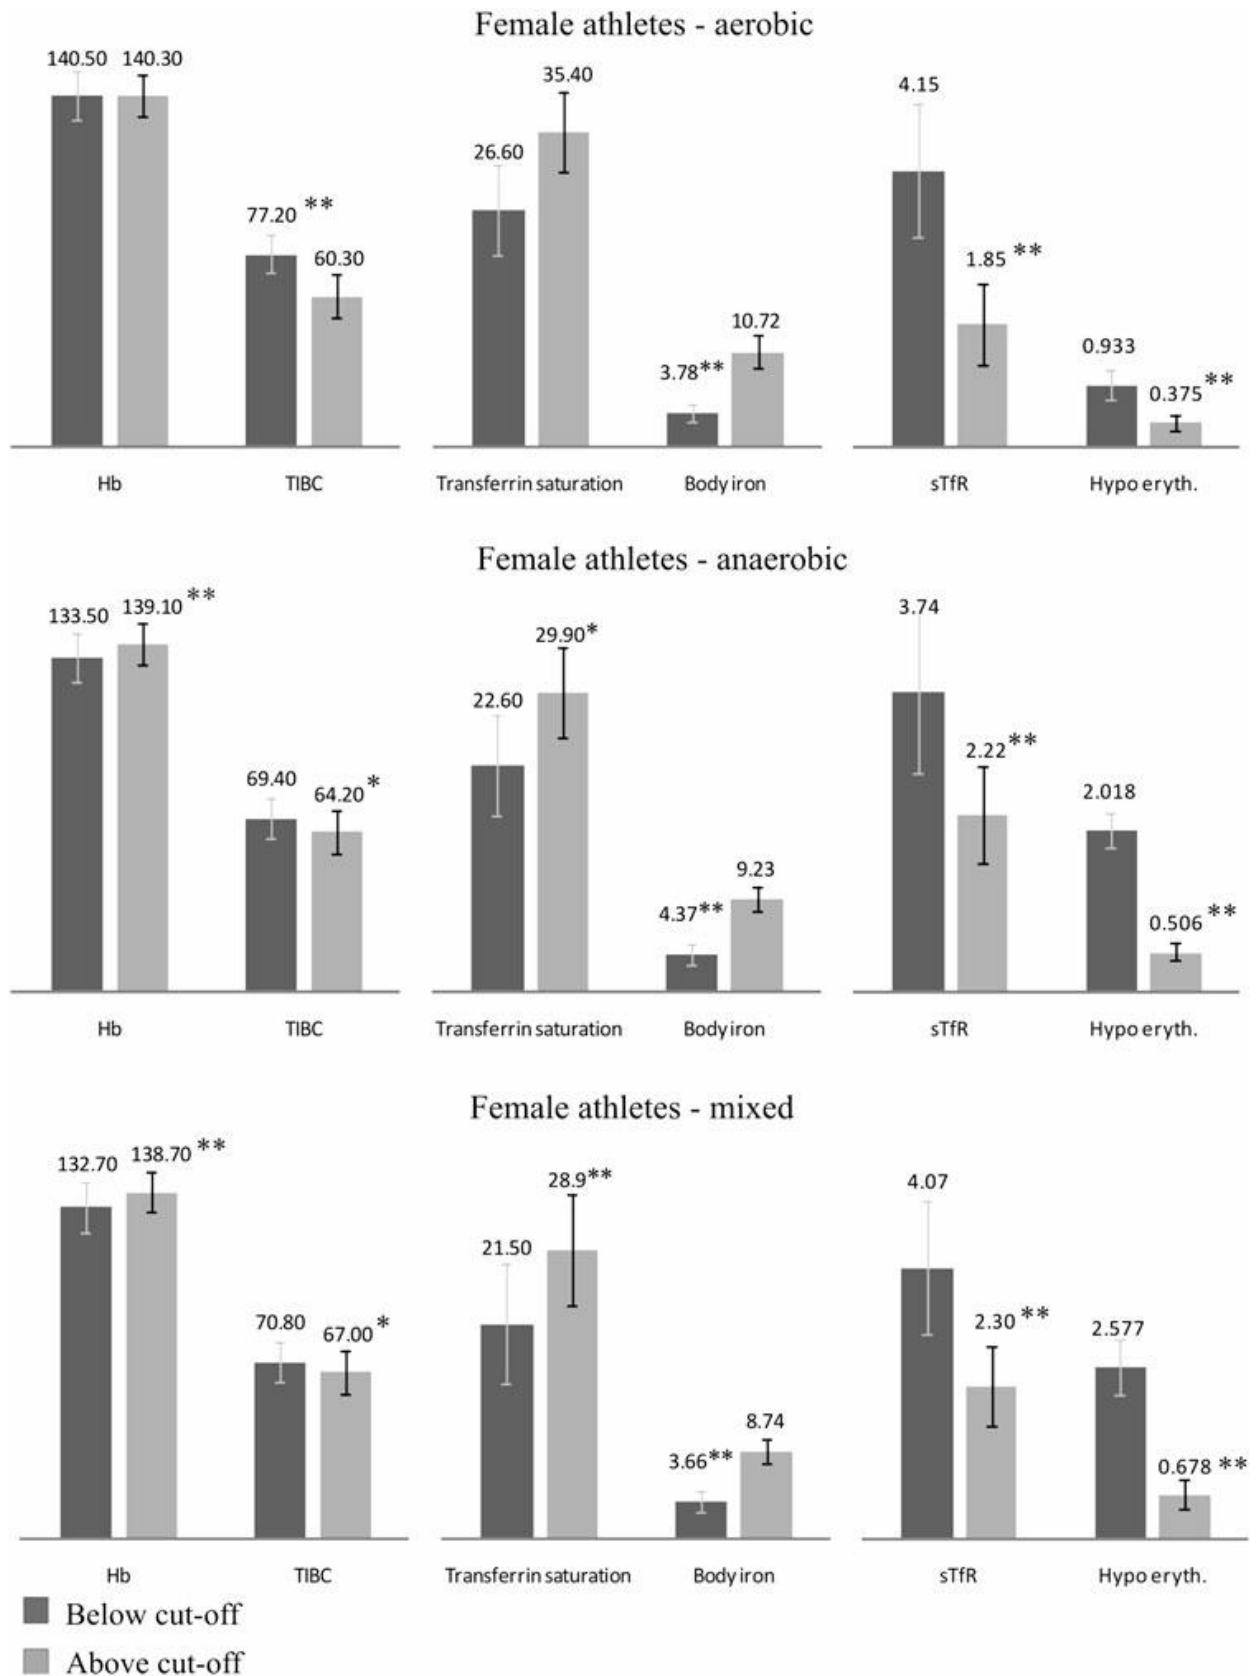 Female athletes - aerobic
140.50 140.30 77.20 ** 60.30
26.60 35.40 3.78** 10.72
4.15 1.85 ** 0.933 0.375 **
Hb TIBC Transferrin saturation Body iron sTfR Hypo eryth.
Female athletes - anaerobic
133.50 139.10 ** 69.40 64.20 *
22.60 29.90* 4.37** 9.23
3.74 2.22 ** 2.018 0.506 **
Hb TIBC Transferrin saturation Body iron sTfR Hypo eryth.
Female athletes - mixed
132.70 138.70 ** 70.80 67.00 *
21.50 28.9** 3.66** 8.74
4.07 2.30 ** 2.577 0.678 **
Hb TIBC Transferrin saturation Body iron sTfR Hypo eryth.
Below cut-off
Above cut-off